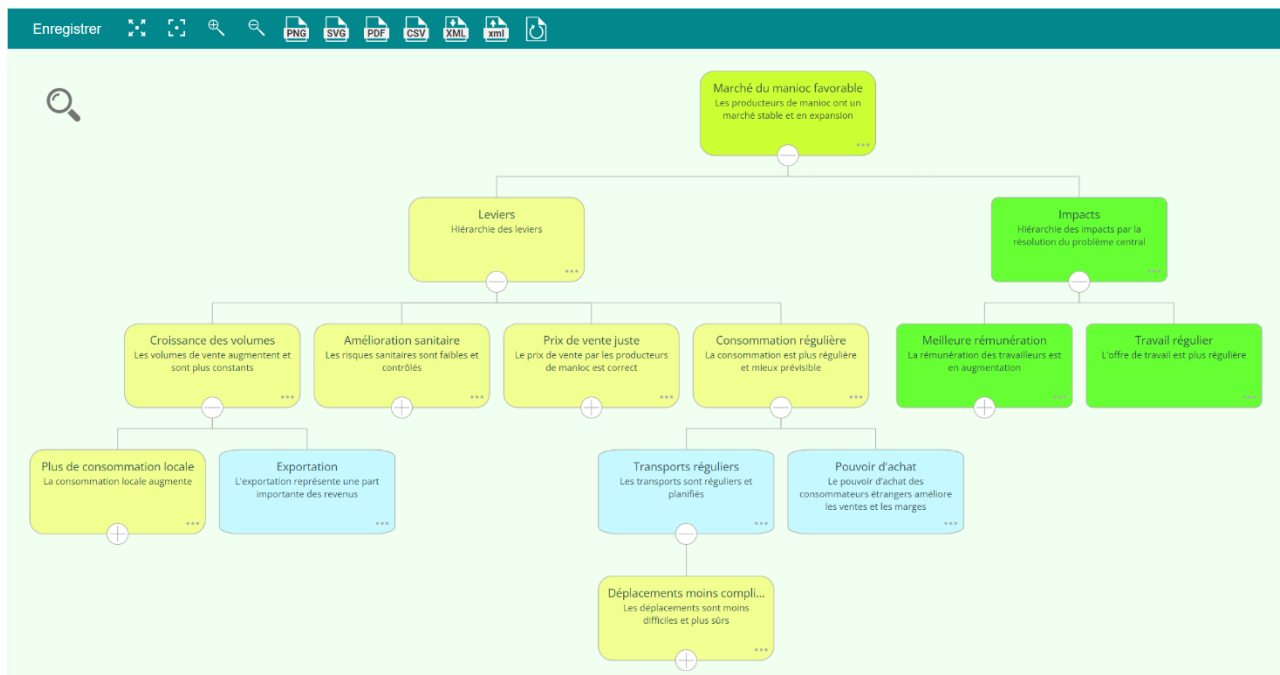 Enregistrer
PNG
SVG
PDF
CSV
XML
xml
Marché du manioc favorable
Les producteurs de manioc ont un
marché stable et en expansion
Leviers
Hiérarchie des leviers
Impacts
Hiérarchie des impacts par la
résolution du problème central
Croissance des volumes
Les volumes de vente augmentent et
sont plus constants
Amélioration sanitaire
Les risques sanitaires sont faibles et
contrôlés
Prix de vente juste
Le prix de vente par les producteurs
de manioc est correct
Consommation régulière
La consommation est plus régulière
et mieux prévisible
Meilleure rémunération
La rémunération des travailleurs est
en augmentation
Travail régulier
L'offre de travail est plus régulière
Plus de consommation locale
La consommation locale augmente
Exportation
L'exportation représente une part
importante des revenus
Transports réguliers
Les transports sont réguliers et
planifiés
Pouvoir d'achat
Le pouvoir d'achat des
consommateurs étrangers améliore
les ventes et les marges
Déplacements moins compli...
Les déplacements sont moins
difficiles et plus sûrs